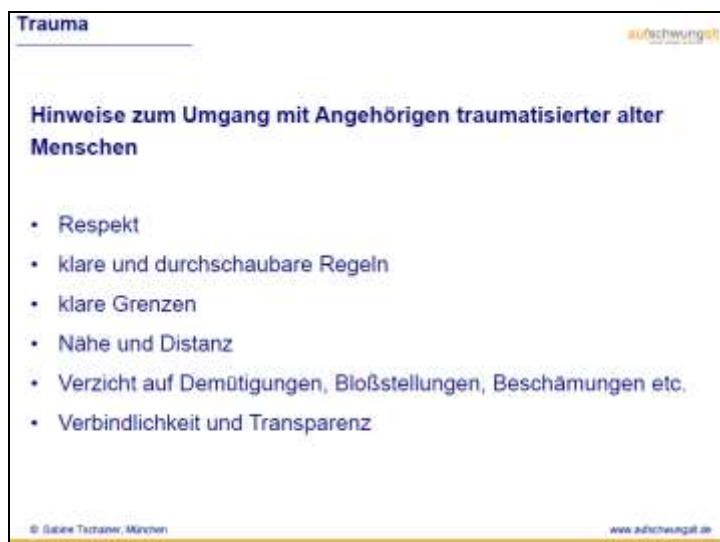 Trauma
aufschwungalt
Hinweise zum Umgang mit Angehörigen traumatisierter alter
Menschen
• Respekt
• klare und durchschaubare Regeln
• klare Grenzen
• Nähe und Distanz
• Verzicht auf Demütigungen, Bloßstellungen, Beschämungen etc.
• Verbindlichkeit und Transparenz
© Sabine Tschainer, München
www.aufschwungalt.de